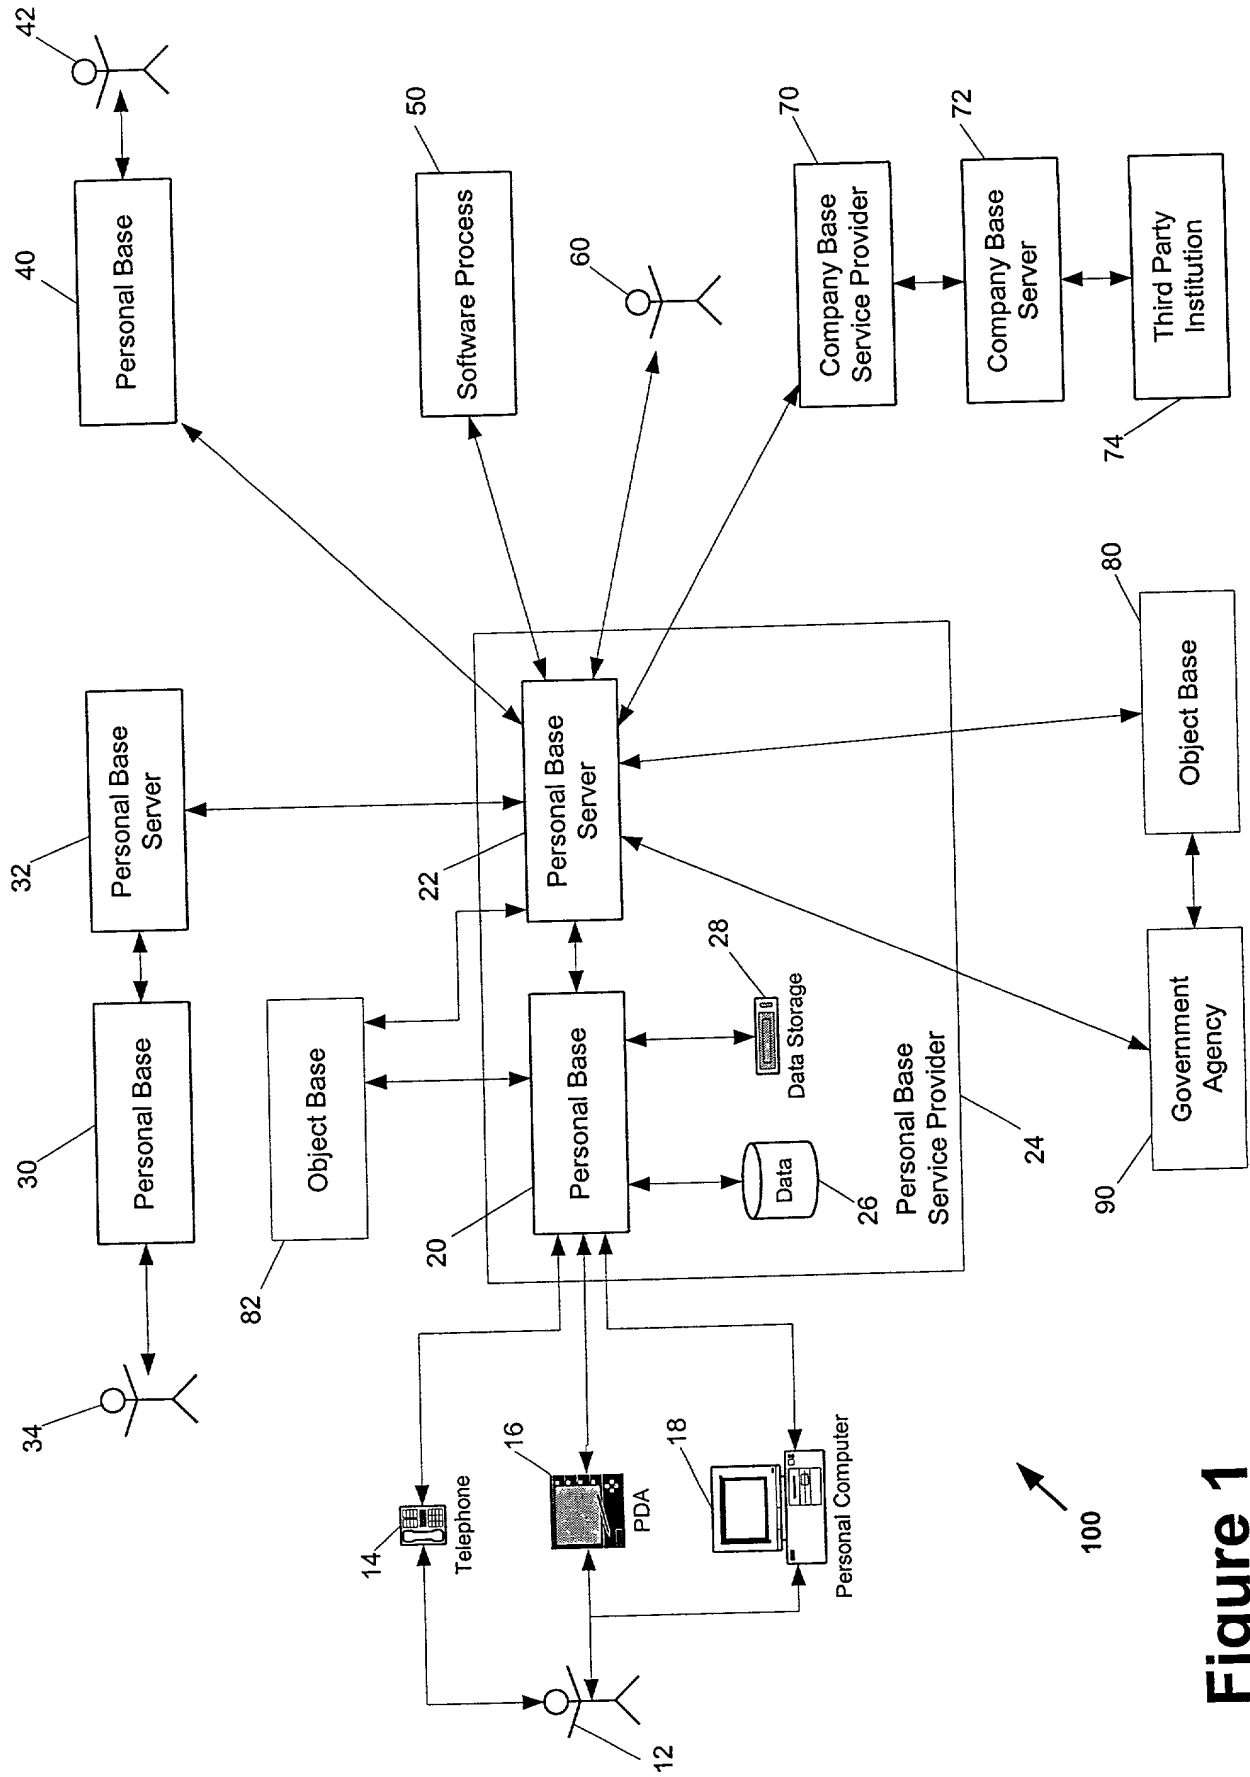 34
30
Personal Base
32
Personal Base
Server
40
Personal Base
42
82
Object Base
14
Telephone
16
PDA
18
Personal Computer
12
20
Personal Base
22
Personal Base
Server
50
Software Process
60
26
Data
28
Data Storage
Personal Base
Service Provider
24
70
Company Base
Service Provider
72
Company Base
Server
74
Third Party
Institution
80
Object Base
90
Government
Agency
100
Figure 1